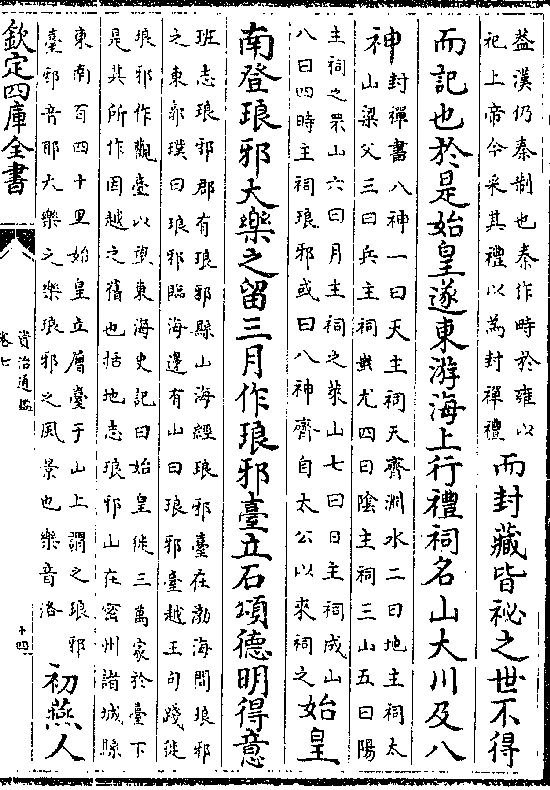 葢漢仍秦制也秦作時於雍以
祀上帝今采其禮以為封禪禮
而封藏皆祕之世不得
而記也於是始皇遂東游海上行禮祠名山大川及八
神
封禪書八神一曰天主祠天齊淵水二曰地主祠太
山梁父三曰兵主祠蚩尤四曰隂主祠三山五曰陽
主祠之罘山六曰月主祠之萊山七曰日主祠成山
八曰四時主祠琅邪或曰八神齊自太公以來祠之
始皇
南登琅邪大樂之留三月作琅邪臺立石頌德明得意
班志琅邪郡有琅邪縣山海經琅邪臺在渤海間琅邪
之東郭璞曰琅邪臨海邊有山曰琅邪臺越王句踐徙
琅邪作觀臺以望東海史記曰始皇徙三萬家於臺下
是其所作因越之舊也括地志琅邪山在密州諸城縣
東南百四十里始皇立層臺于山上謂之琅邪
臺邪音耶大樂之樂琅邪之風景也樂音洛
初燕人
欽定四庫全書
資治通鑑
卷七
十四